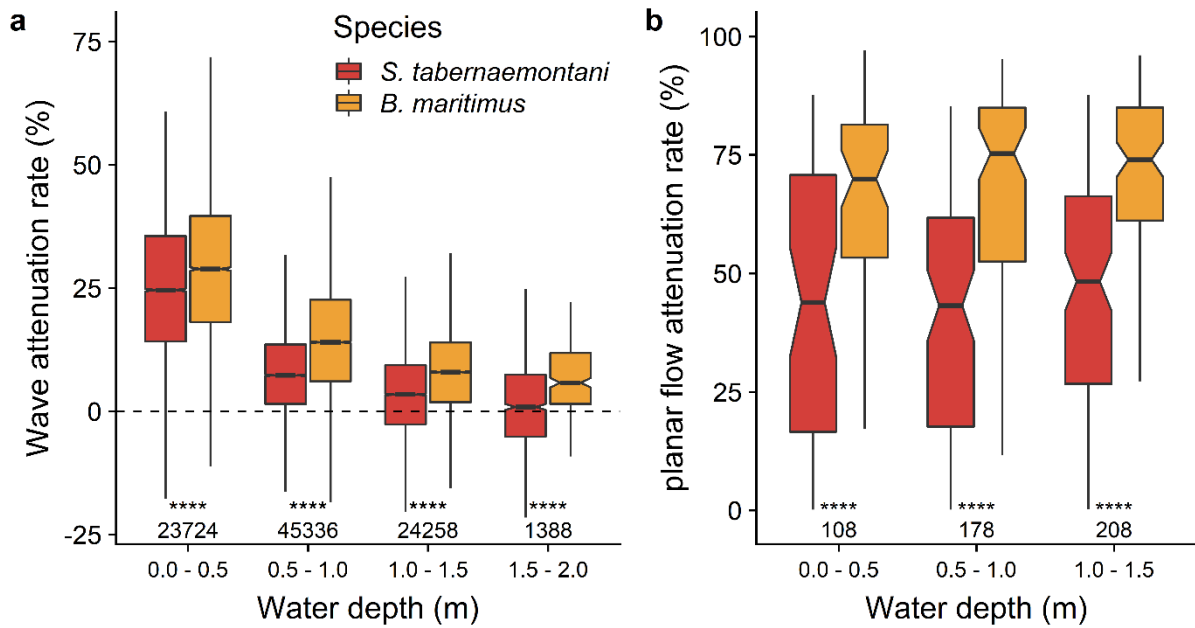 a
Species
S. tabernaemontani
B. maritimus
Wave attenuation rate (%)
75
50
25
0
-25
**** **** **** ****
23724 45336 24258 1388
0.0 - 0.5 0.5 - 1.0 1.0 - 1.5 1.5 - 2.0
Water depth (m)
b
planar flow attenuation rate (%)
100
75
50
25
0
**** **** ****
108 178 208
0.0 - 0.5 0.5 - 1.0 1.0 - 1.5
Water depth (m)